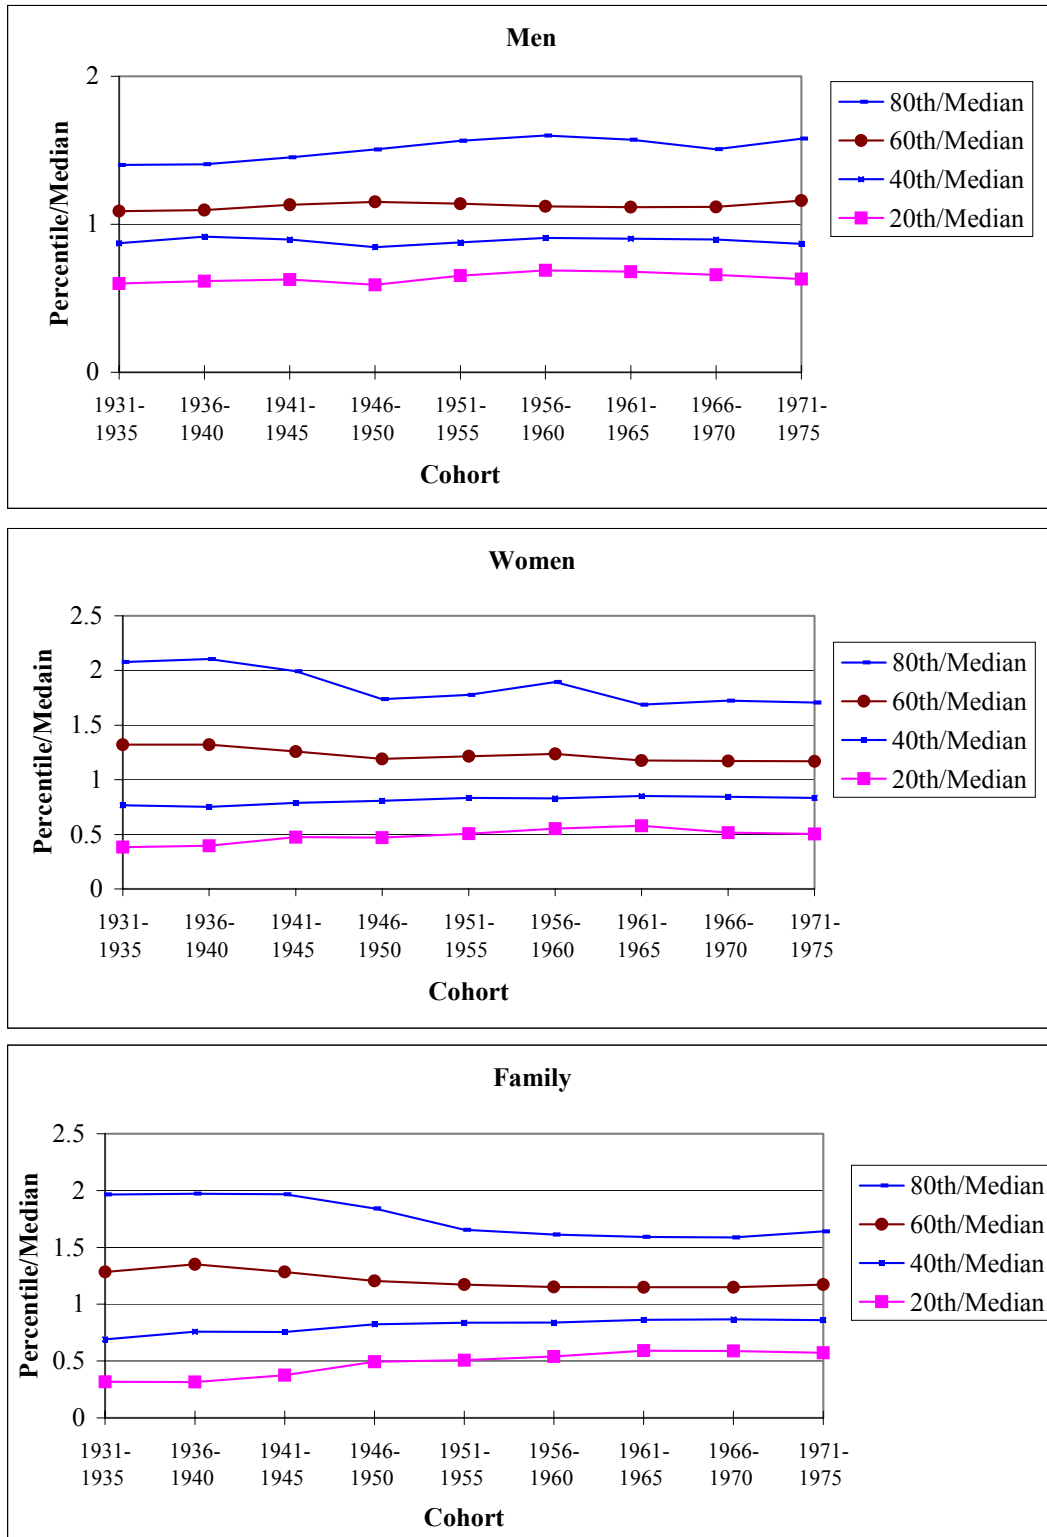 Men
2
1
0
Percentile/Median
80th/Median
60th/Median
40th/Median
20th/Median
1931- 1936- 1941- 1946- 1951- 1956- 1961- 1966- 1971-
1935 1940 1945 1950 1955 1960 1965 1970 1975
Cohort
Women
2.5
2
1.5
1
0.5
0
Percentile/Medain
80th/Median
60th/Median
40th/Median
20th/Median
1931- 1936- 1941- 1946- 1951- 1956- 1961- 1966- 1971-
1935 1940 1945 1950 1955 1960 1965 1970 1975
Cohort
Family
2.5
2
1.5
1
0.5
0
Percentile/Median
80th/Median
60th/Median
40th/Median
20th/Median
1931- 1936- 1941- 1946- 1951- 1956- 1961- 1966- 1971-
1935 1940 1945 1950 1955 1960 1965 1970 1975
Cohort